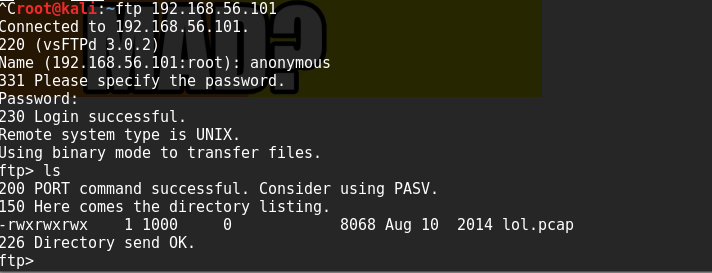 ^Croot@kali:~ftp 192.168.56.101
Connected to 192.168.56.101.
220 (vsFTPd 3.0.2)
Name (192.168.56.101:root): anonymous
331 Please specify the password.
Password:
230 Login successful.
Remote system type is UNIX.
Using binary mode to transfer files.
ftp> ls
200 PORT command successful. Consider using PASV.
150 Here comes the directory listing.
-rwxrwxrwx    1 1000     0            8068 Aug 10  2014 lol.pcap
226 Directory send OK.
ftp>